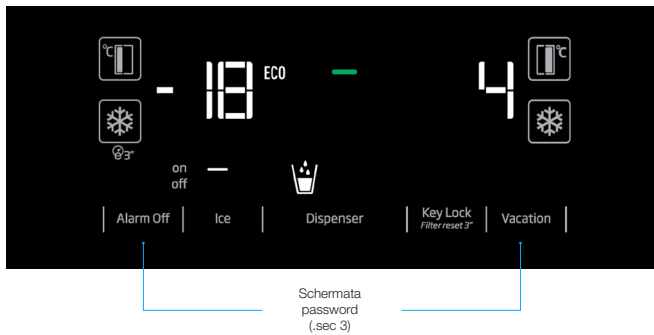 °C
°C
- 18 ECO
4
3"
on
off
Alarm Off
Ice
Dispenser
Key Lock
Filter reset 3"
Vacation
Schermata
password
(.sec 3)